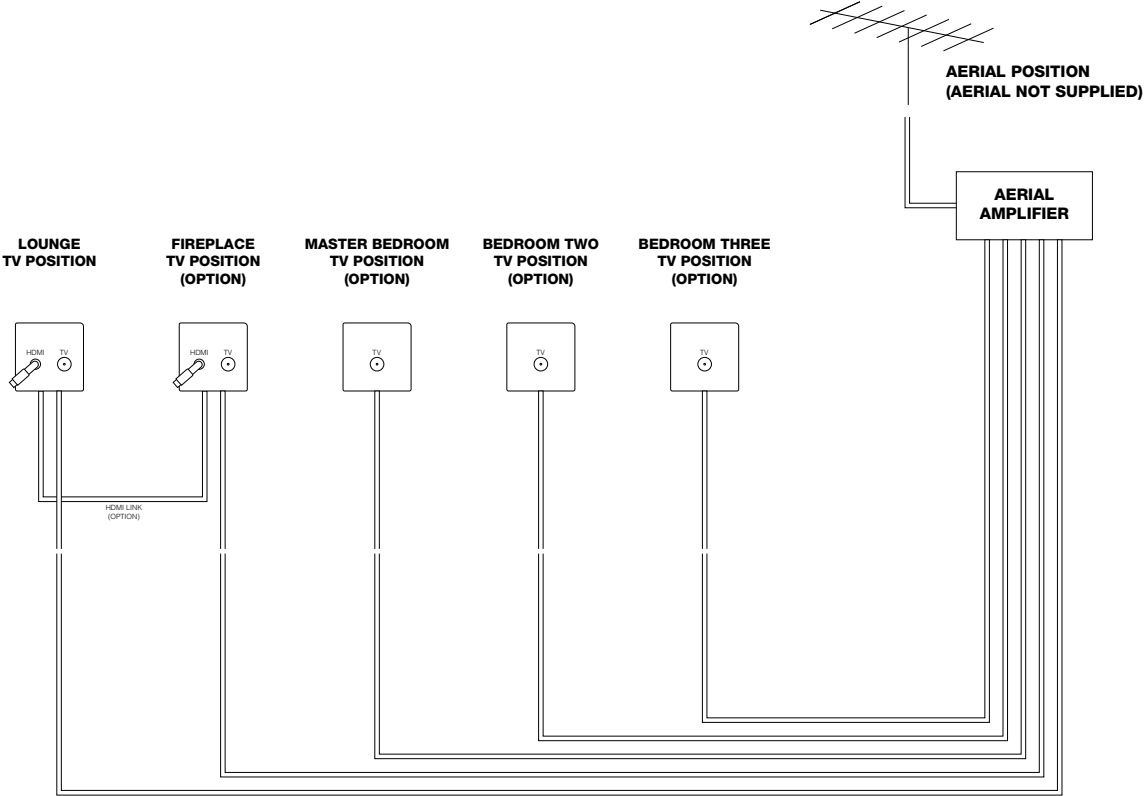 AERIAL POSITION
(AERIAL NOT SUPPLIED)
AERIAL
AMPLIFIER
LOUNGE
TV POSITION
FIREPLACE
TV POSITION
(OPTION)
MASTER BEDROOM
TV POSITION
(OPTION)
BEDROOM TWO
TV POSITION
(OPTION)
BEDROOM THREE
TV POSITION
(OPTION)
HDMI TV
HDMI TV
TV
TV
TV
HDMI LINK
(OPTION)